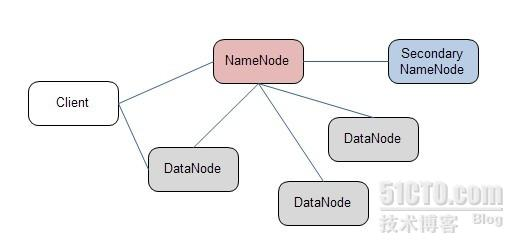 NameNode
Secondary
NameNode
Client
DataNode
DataNode
DataNode
51CTO.com
技术博客 Blog